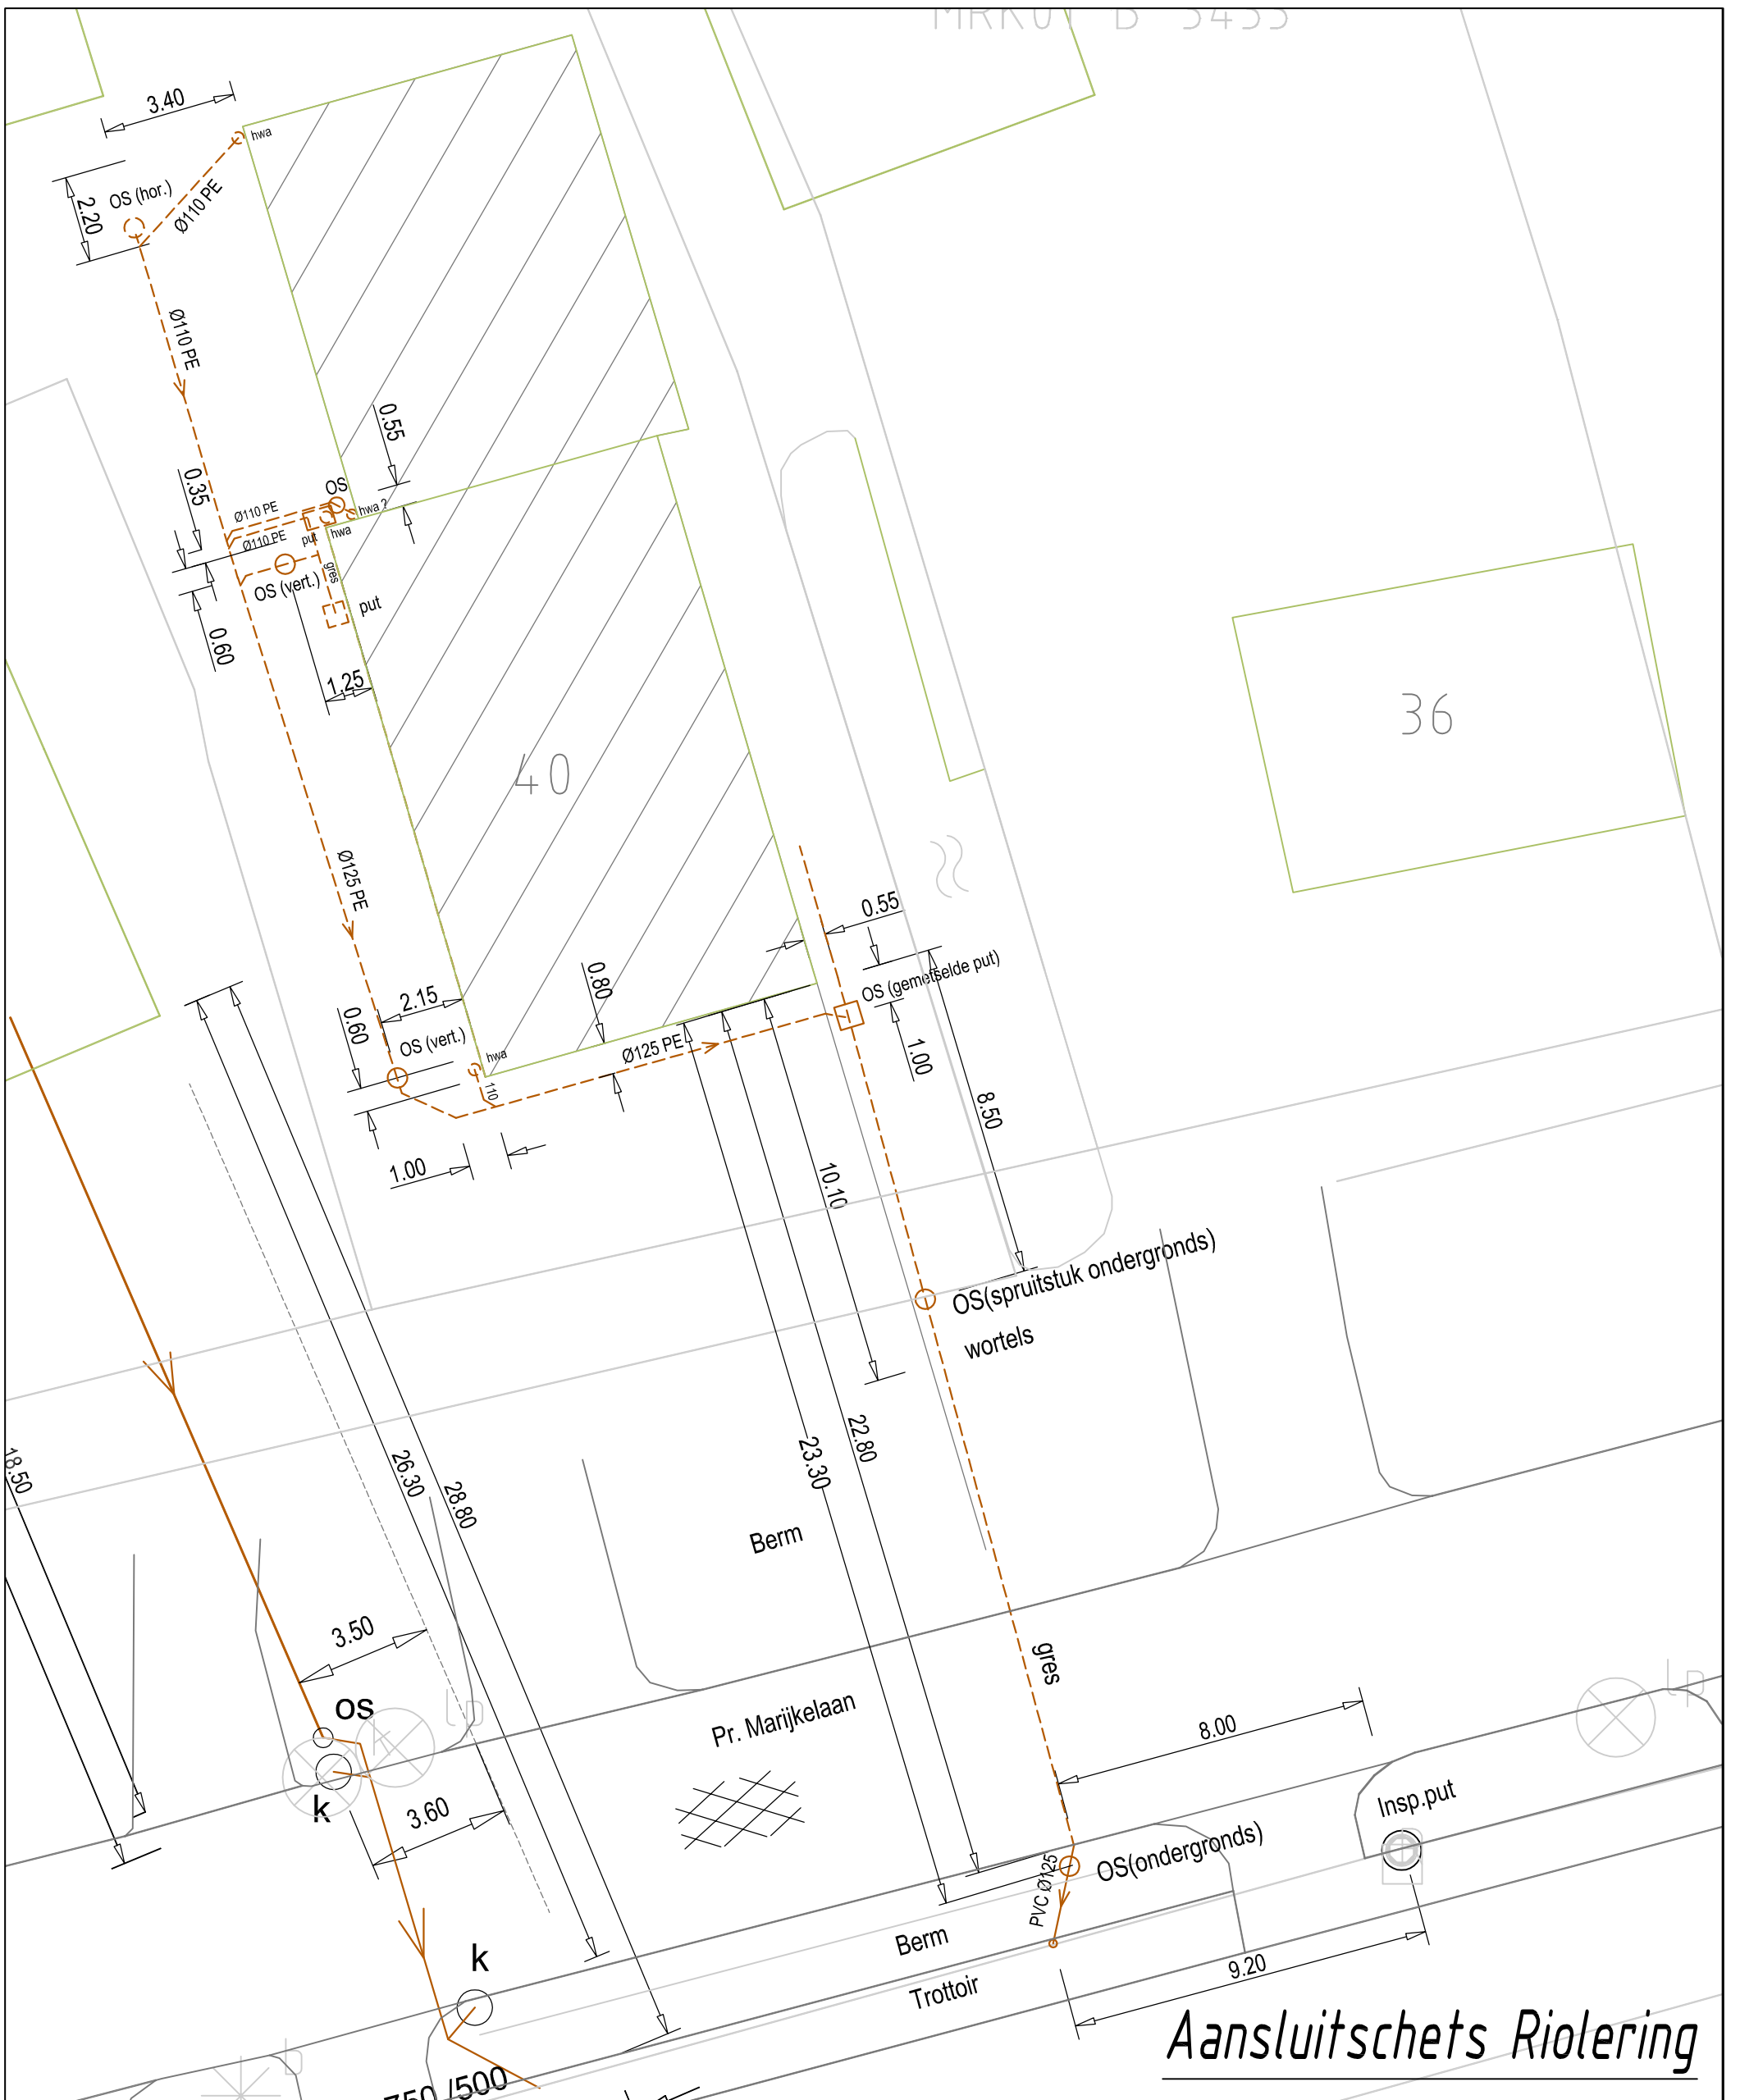 3.40
hwa
OS (hor.)
Ø110 PE
2.20
Ø110 PE
0.55
0.35
OS
Ø110 PE
hwa ?
Ø110 PE
put
hwa
gres
OS (vert.)
put
0.60
1.25
40
36
Ø125 PE
0.55
OS (gemetselde put)
2.15
0.80
0.60
OS (vert.)
hwa
Ø125 PE
1.00
110
8.50
1.00
10.10
OS(spruitstuk ondergronds)
wortels
18.50
26.30
28.80
23.30
22.80
Berm
3.50
gres
os
lp
k
Pr. Marijkelaan
8.00
lp
k
3.60
Insp.put
OS(ondergronds)
PVC Ø125
Berm
k
9.20
Trottoir
Aansluitschets Riolering
750 /500